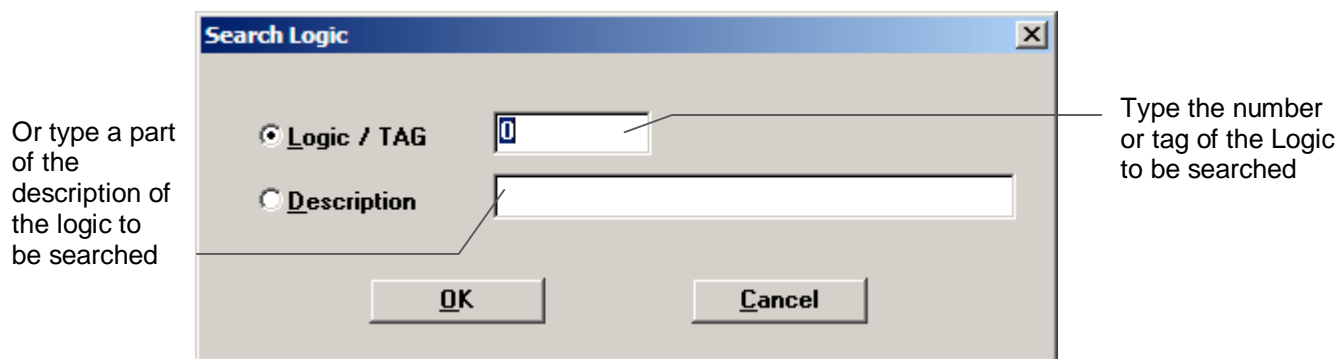 Search Logic
Or type a part
of the
description of
the logic to
be searched
Logic / TAG
0
Description
OK
Cancel
Type the number
or tag of the Logic
to be searched